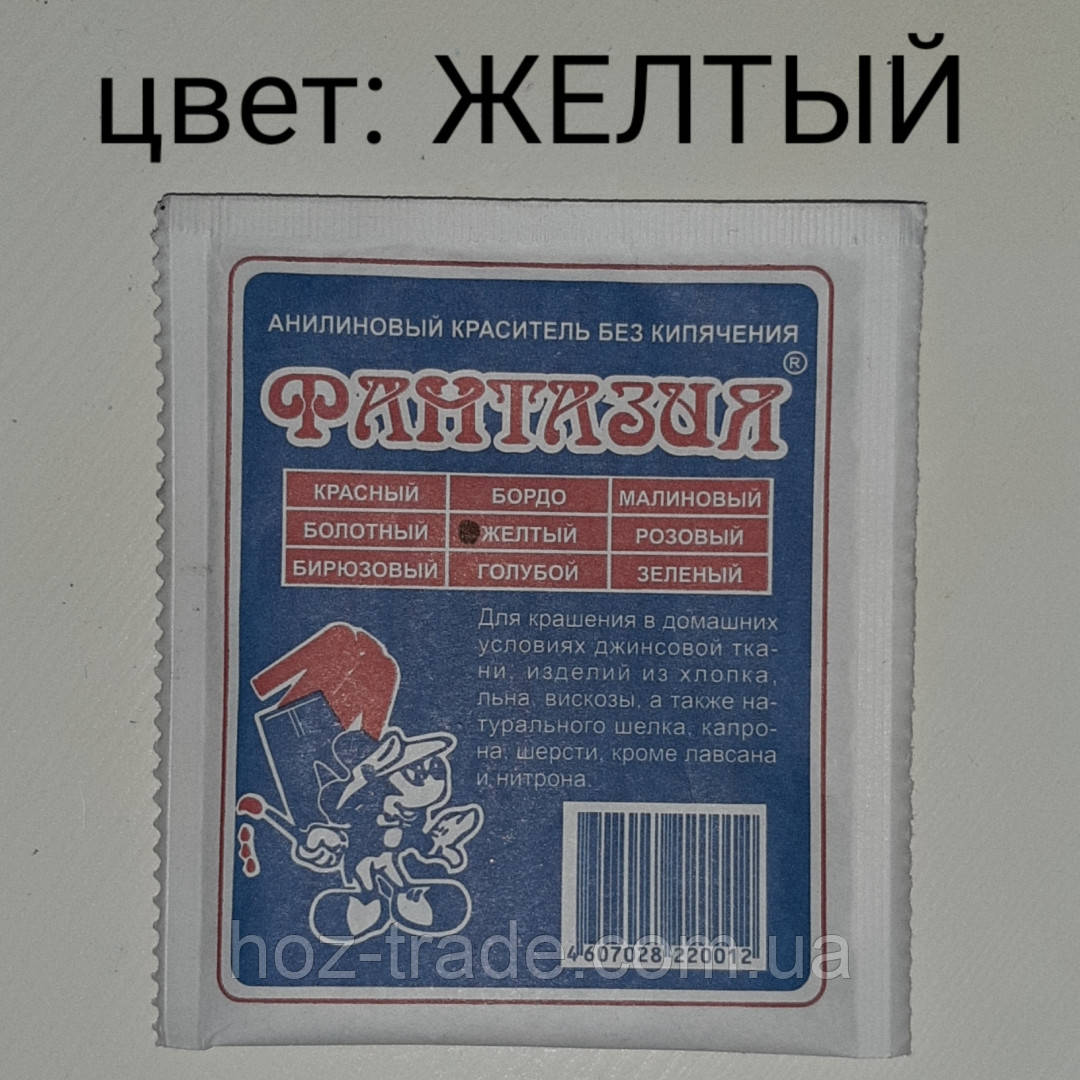 цвет: ЖЕЛТЫЙ
АНИЛИНОВЫЙ КРАСИТЕЛЬ БЕЗ КИПЯЧЕНИЯ
ФАНТАЗИЯ ®
КРАСНЫЙ БОРДО МАЛИНОВЫЙ
БОЛОТНЫЙ ЖЕЛТЫЙ РОЗОВЫЙ
БИРЮЗОВЫЙ ГОЛУБОЙ ЗЕЛЕНЫЙ
Для крашения в домашних
условиях джинсовой тка-
ни, изделий из хлопка,
льна, вискозы, а также на-
турального шелка, капро-
на, шерсти, кроме лавсана
и нитрона.
4607028220012
hoz-trade.com.ua